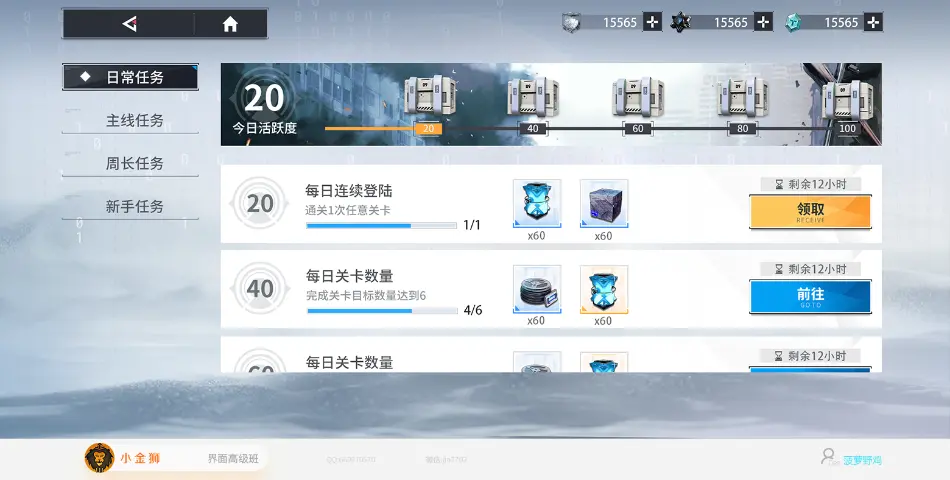 15565
15565
15565
日常任务
主线任务
周长任务
新手任务
20
今日活跃度
20
40
60
80
100
20
每日连续登陆
通关1次任意关卡
1/1
x60
x60
剩余12小时
领取
RECEIVE
40
每日关卡数量
完成关卡目标数量达到6
4/6
x60
x60
剩余12小时
前往
GOTO
60
每日关卡数量
剩余12小时
小金狮
界面高级班
菠萝野鸡